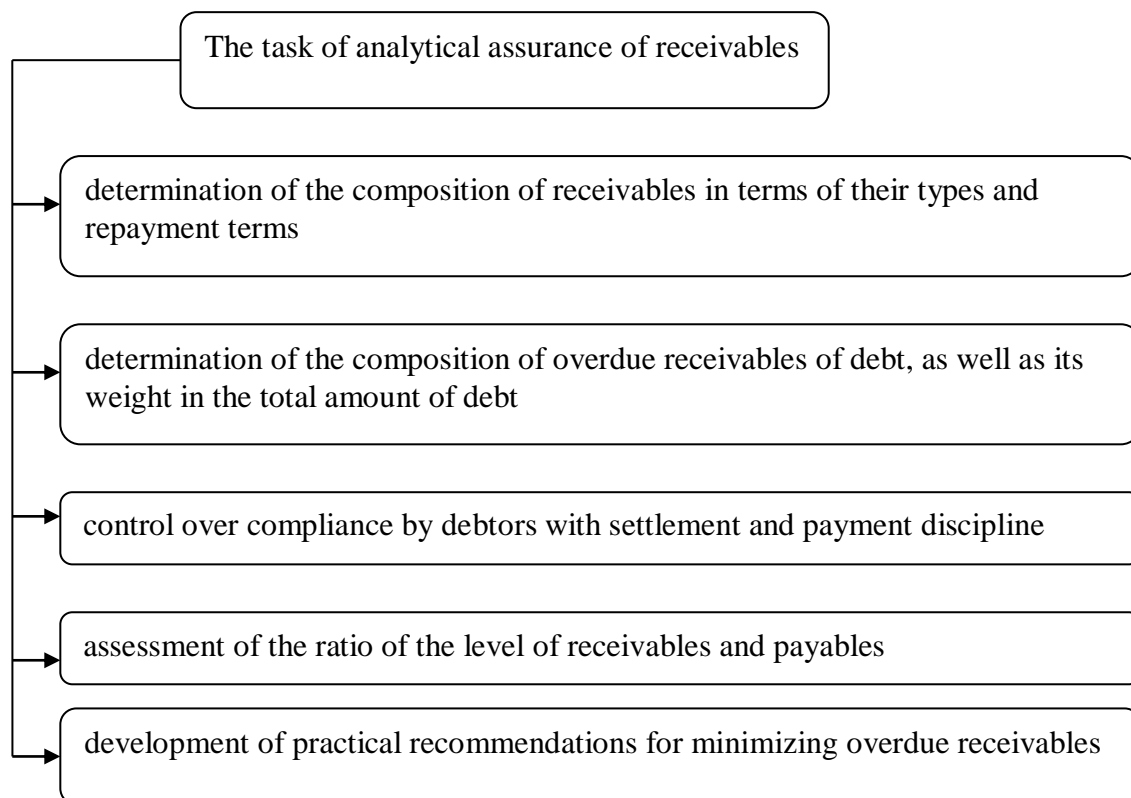 The task of analytical assurance of receivables
determination of the composition of receivables in terms of their types and
repayment terms
determination of the composition of overdue receivables of debt, as well as its
weight in the total amount of debt
control over compliance by debtors with settlement and payment discipline
assessment of the ratio of the level of receivables and payables
development of practical recommendations for minimizing overdue receivables